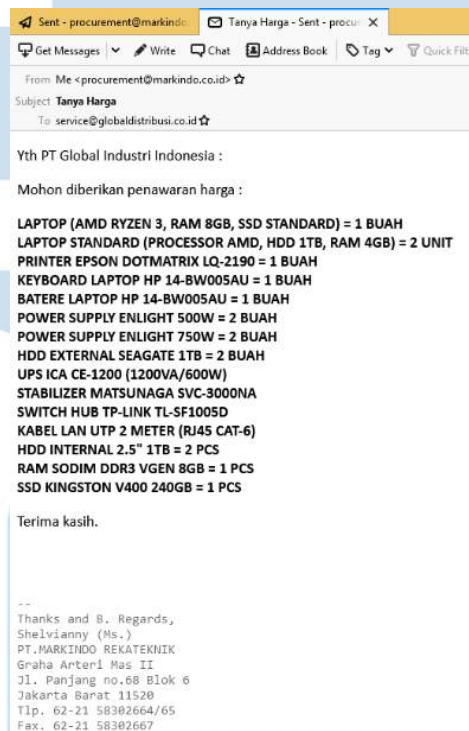 Sent - procurement@markindo
Tanya Harga - Sent - procur
Get Messages Write Chat Address Book Tag Quick Filt
From Me <procurement@markindo.co.id>
Subject Tanya Harga
To service@globaldistribusi.co.id
Yth PT Global Industri Indonesia :
Mohon diberikan penawaran harga :
LAPTOP (AMD RYZEN 3, RAM 8GB, SSD STANDARD) = 1 BUAH
LAPTOP STANDARD (PROCESSOR AMD, HDD 1TB, RAM 4GB) = 2 UNIT
PRINTER EPSON DOTMATRIX LQ-2190 = 1 BUAH
KEYBOARD LAPTOP HP 14-BW005AU = 1 BUAH
BATERE LAPTOP HP 14-BW005AU = 1 BUAH
POWER SUPPLY ENLIGHT 500W = 2 BUAH
POWER SUPPLY ENLIGHT 750W = 2 BUAH
HDD EXTERNAL SEAGATE 1TB = 2 BUAH
UPS ICA CE-1200 (1200VA/600W)
STABILIZER MATSUNAGA SVC-3000NA
SWITCH HUB TP-LINK TL-SF1005D
KABEL LAN UTP 2 METER (RJ45 CAT-6)
HDD INTERNAL 2.5" 1TB = 2 PCS
RAM SODIM DDR3 VGEN 8GB = 1 PCS
SSD KINGSTON V400 240GB = 1 PCS
Terima kasih.
--
Thanks and B. Regards,
Shelvianny (Ms.)
PT.MARKINDO REKATEKNIK
Graha Arteri Mas II
Jl. Panjang no.68 Blok 6
Jakarta Barat 11520
Tlp. 62-21 58302664/65
Fax. 62-21 58302667